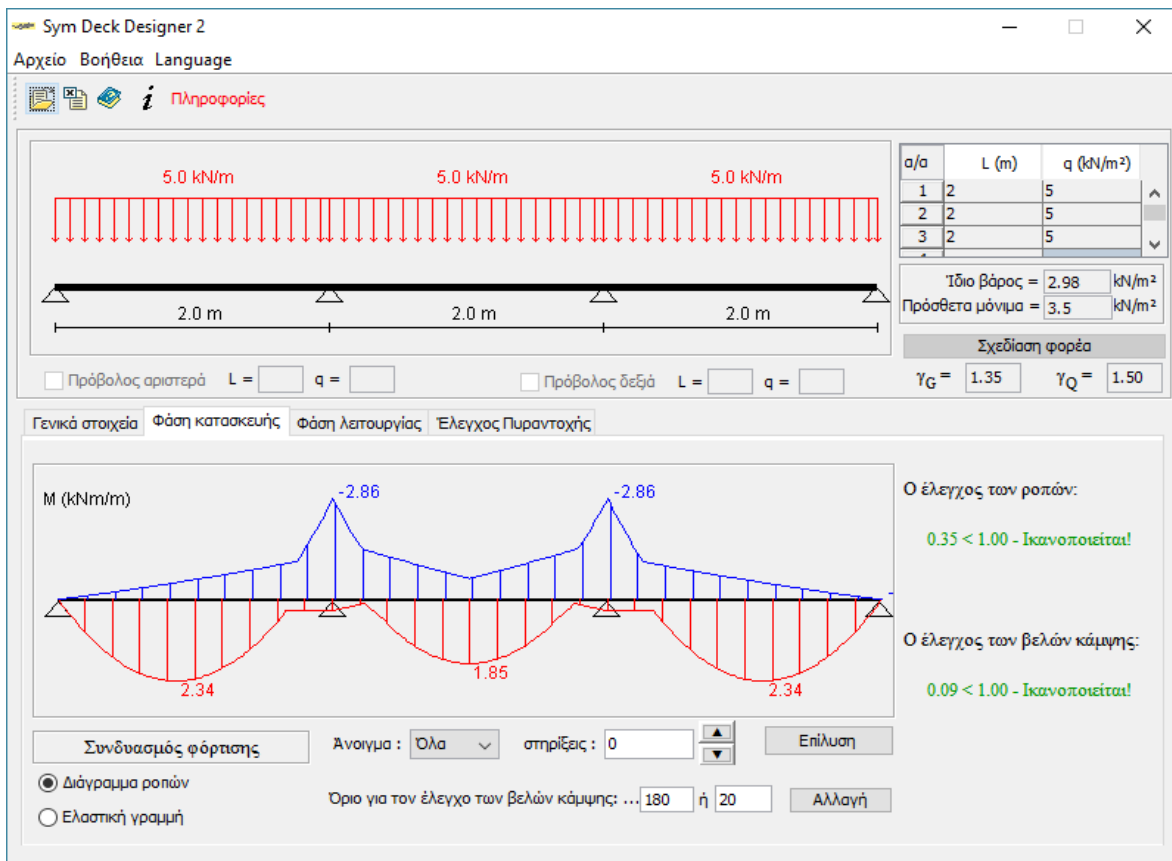 Sym Deck Designer 2
Αρχείο Βοήθεια Language
i Πληροφορίες
5.0 kN/m 5.0 kN/m 5.0 kN/m
2.0 m 2.0 m 2.0 m
α/α L (m) q (kN/m²)
1 2 5
2 2 5
3 2 5
Ίδιο βάρος = 2.98 kN/m²
Πρόσθετα μόνιμα = 3.5 kN/m²
Σχεδίαση φορέα
Πρόβολος αριστερά L = q = Πρόβολος δεξιά L = q =
γG = 1.35 γQ = 1.50
Γενικά στοιχεία Φάση κατασκευής Φάση λειτουργίας Έλεγχος Πυραντοχής
M (kNm/m)
-2.86 -2.86
2.34 1.85 2.34
Ο έλεγχος των ροπών:
0.35 < 1.00 - Ικανοποιείται!
Ο έλεγχος των βελών κάμψης:
0.09 < 1.00 - Ικανοποιείται!
Συνδυασμός φόρτισης
Άνοιγμα : Όλα στηρίξεις : 0 Επίλυση
Διάγραμμα ροπών
Ελαστική γραμμή
Όριο για τον έλεγχο των βελών κάμψης: ... 180 ή 20 Αλλαγή